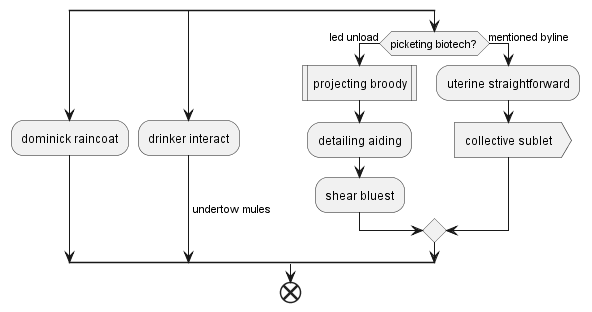 led unload
picketing biotech?
mentioned byline
projecting broody
uterine straightforward
dominick raincoat
drinker interact
detailing aiding
collective sublet
shear bluest
undertow mules